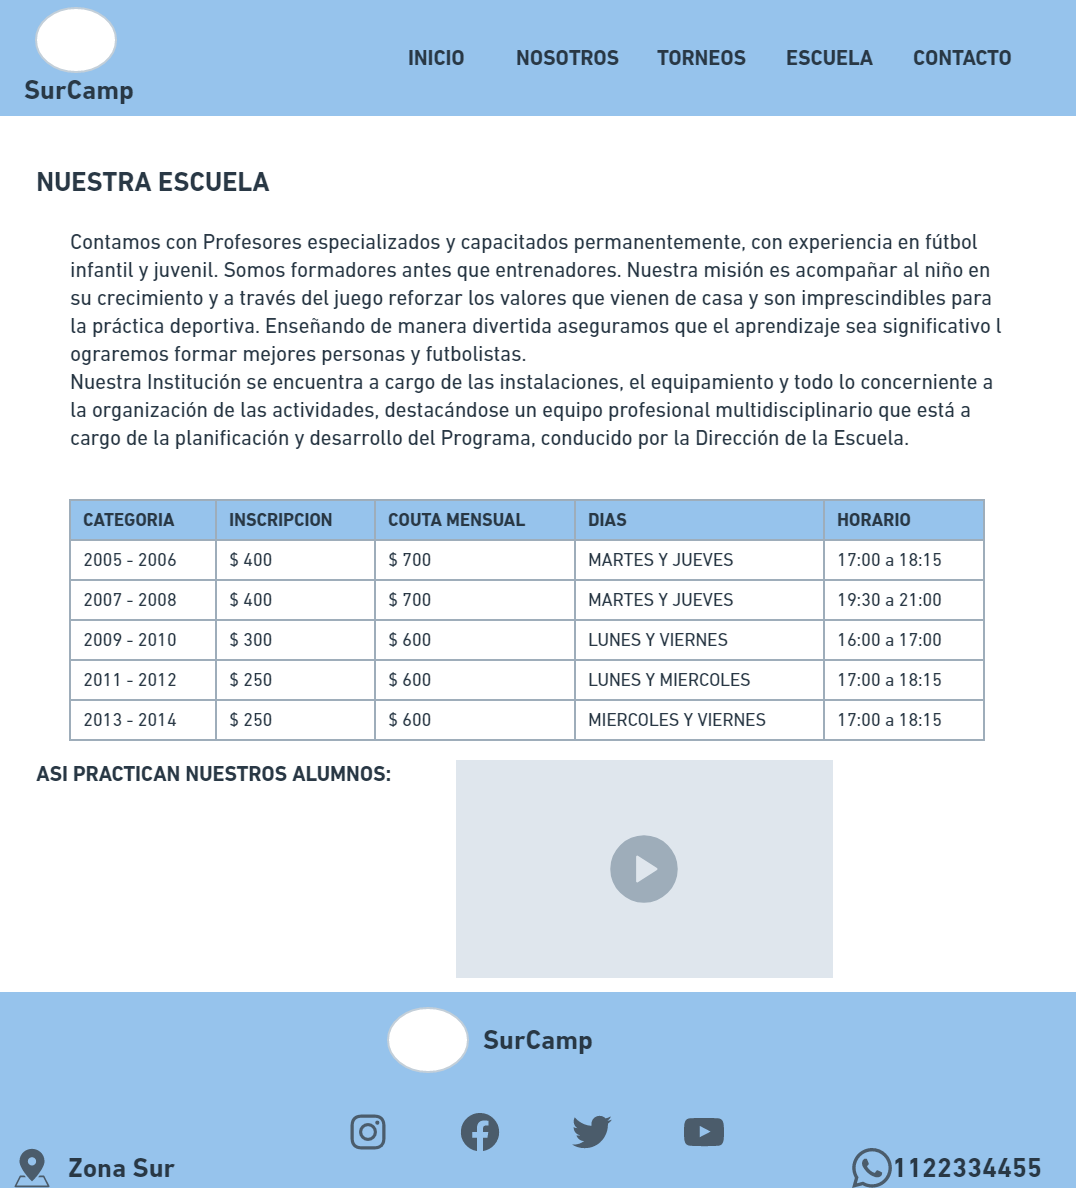 SurCamp
INICIO NOSOTROS TORNEOS ESCUELA CONTACTO
NUESTRA ESCUELA
Contamos con Profesores especializados y capacitados permanentemente, con experiencia en fútbol
infantil y juvenil. Somos formadores antes que entrenadores. Nuestra misión es acompañar al niño en
su crecimiento y a través del juego reforzar los valores que vienen de casa y son imprescindibles para
la práctica deportiva. Enseñando de manera divertida aseguramos que el aprendizaje sea significativo l
ograremos formar mejores personas y futbolistas.
Nuestra Institución se encuentra a cargo de las instalaciones, el equipamiento y todo lo concerniente a
la organización de las actividades, destacándose un equipo profesional multidisciplinario que está a
cargo de la planificación y desarrollo del Programa, conducido por la Dirección de la Escuela.
CATEGORIA INSCRIPCION COUTA MENSUAL DIAS HORARIO
2005 - 2006 $ 400 $ 700 MARTES Y JUEVES 17:00 a 18:15
2007 - 2008 $ 400 $ 700 MARTES Y JUEVES 19:30 a 21:00
2009 - 2010 $ 300 $ 600 LUNES Y VIERNES 16:00 a 17:00
2011 - 2012 $ 250 $ 600 LUNES Y MIERCOLES 17:00 a 18:15
2013 - 2014 $ 250 $ 600 MIERCOLES Y VIERNES 17:00 a 18:15
ASI PRACTICAN NUESTROS ALUMNOS:
SurCamp
Zona Sur
1122334455